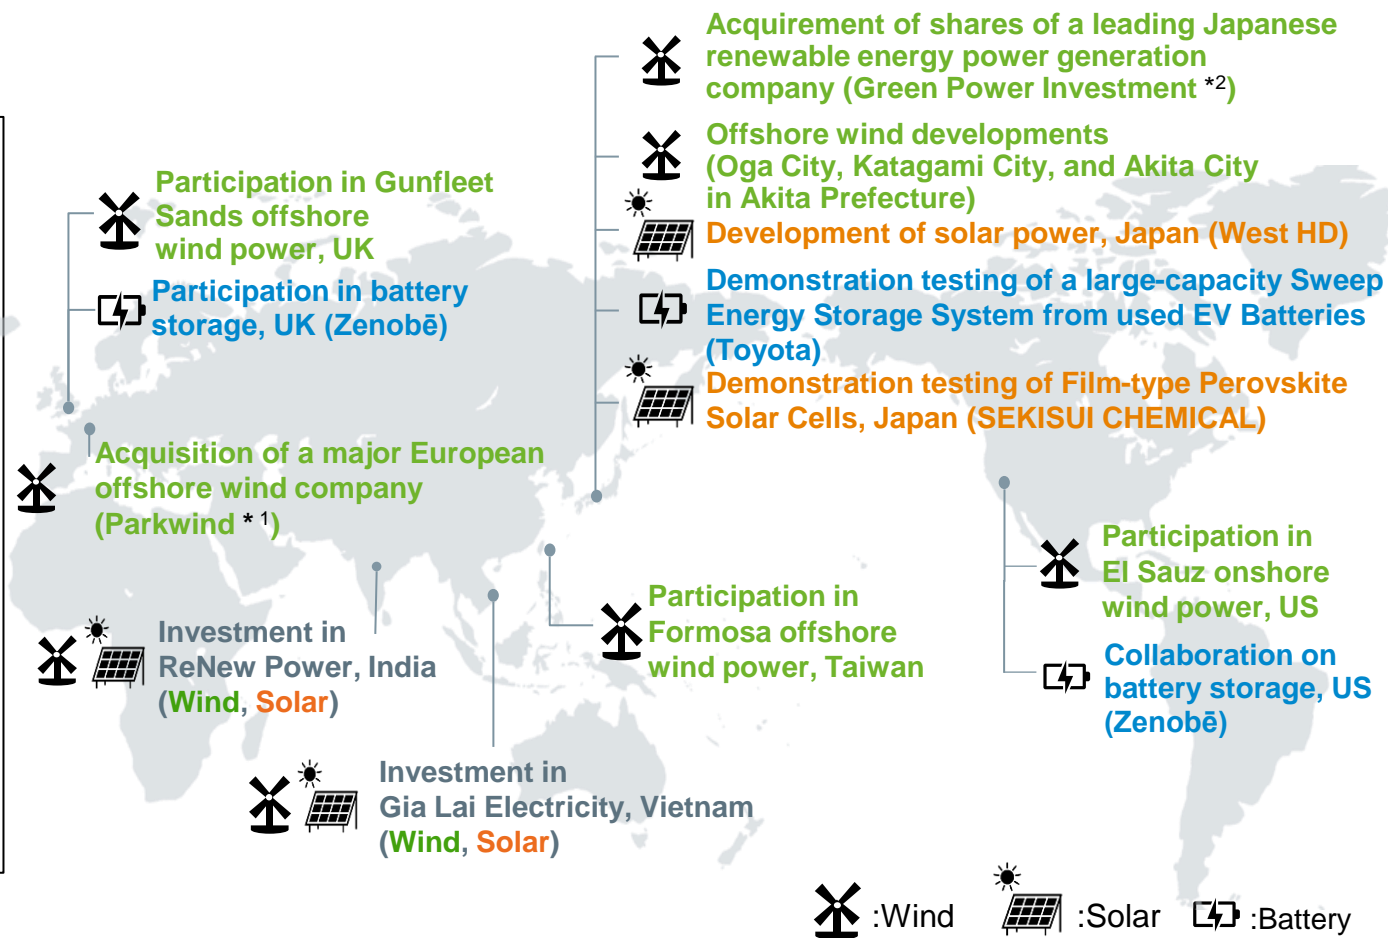 Acquirement of shares of a leading Japanese
renewable energy power generation
company (Green Power Investment *2)
Offshore wind developments
(Oga City, Katagami City, and Akita City
in Akita Prefecture)
Development of solar power, Japan (West HD)
Demonstration testing of a large-capacity Sweep
Energy Storage System from used EV Batteries
(Toyota)
Demonstration testing of Film-type Perovskite
Solar Cells, Japan (SEKISUI CHEMICAL)
Participation in Gunfleet
Sands offshore
wind power, UK
Participation in battery
storage, UK (Zenobē)
Acquisition of a major European
offshore wind company
(Parkwind * 1)
Investment in
ReNew Power, India
(Wind, Solar)
Investment in
Gia Lai Electricity, Vietnam
(Wind, Solar)
Participation in
Formosa offshore
wind power, Taiwan
Participation in
El Sauz onshore
wind power, US
Collaboration on
battery storage, US
(Zenobē)
:Wind :Solar :Battery